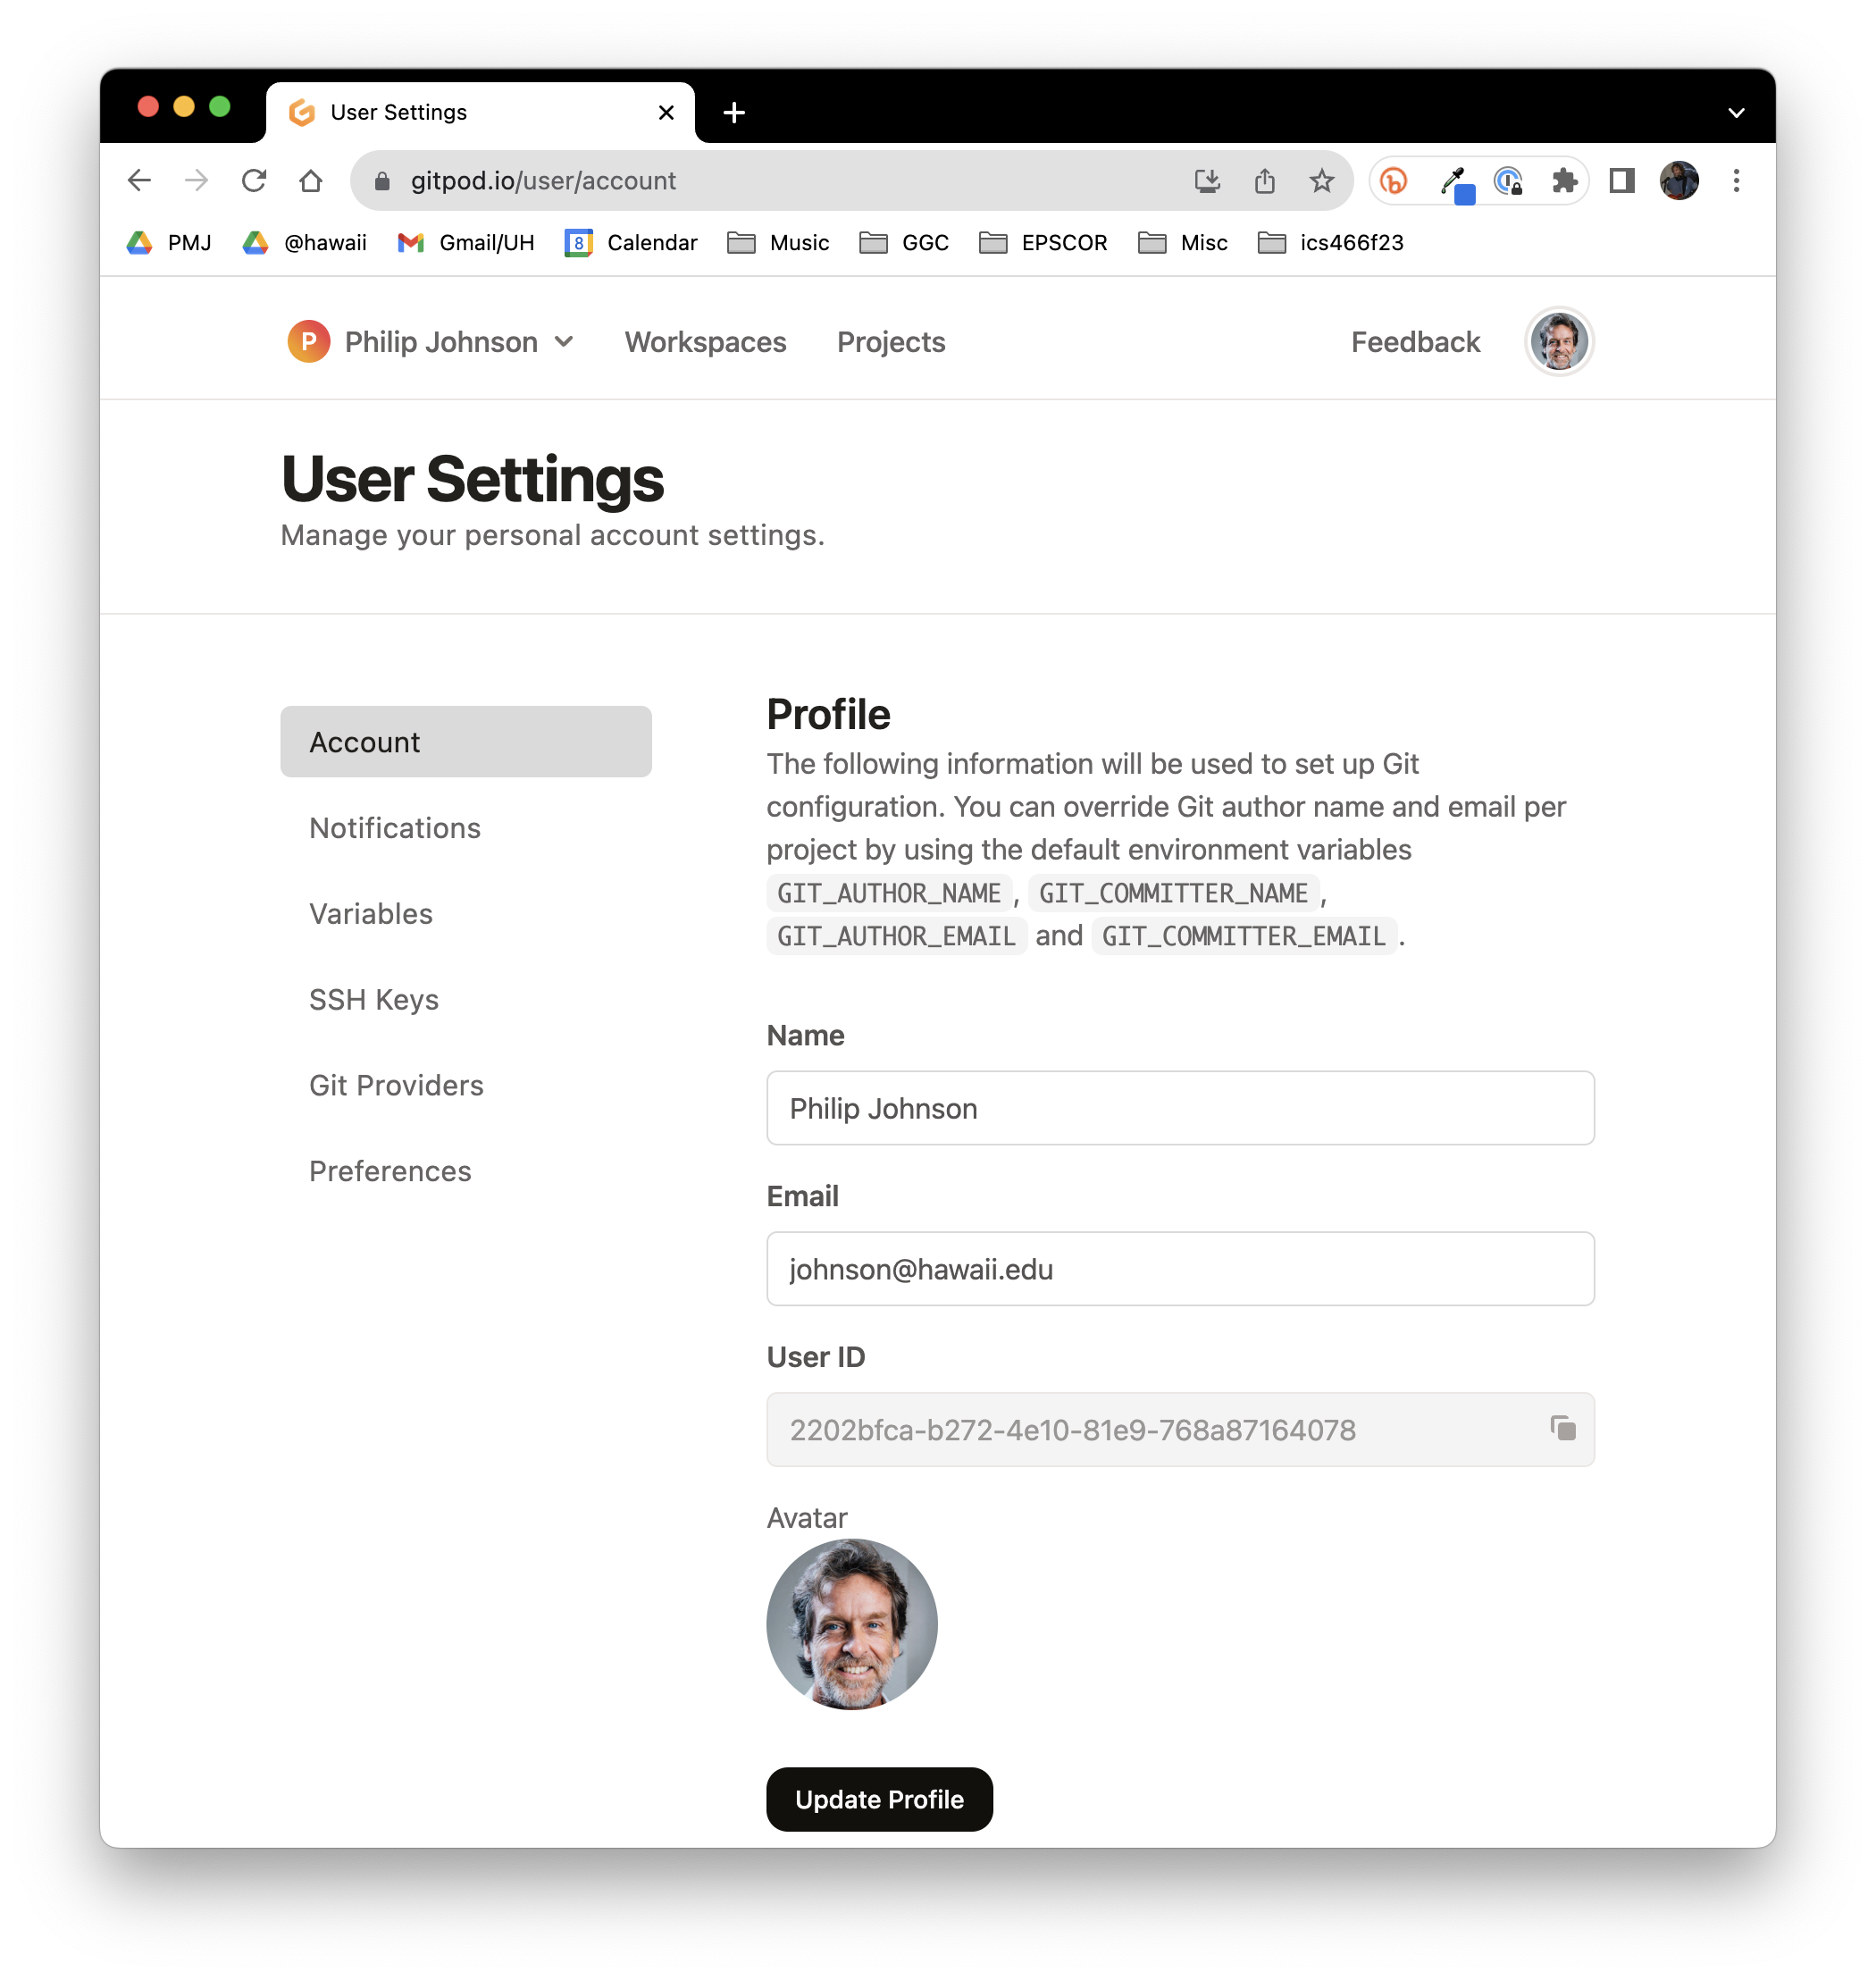 User Settings
gitpod.io/user/account
PMJ @hawaii Gmail/UH 8 Calendar Music GGC EPSCOR Misc ics466f23
P Philip Johnson Workspaces Projects Feedback
User Settings
Manage your personal account settings.
Account
Notifications
Variables
SSH Keys
Git Providers
Preferences
Profile
The following information will be used to set up Git
configuration. You can override Git author name and email per
project by using the default environment variables
GIT_AUTHOR_NAME, GIT_COMMITTER_NAME,
GIT_AUTHOR_EMAIL and GIT_COMMITTER_EMAIL.
Name
Philip Johnson
Email
johnson@hawaii.edu
User ID
2202bfca-b272-4e10-81e9-768a87164078
Avatar
Update Profile